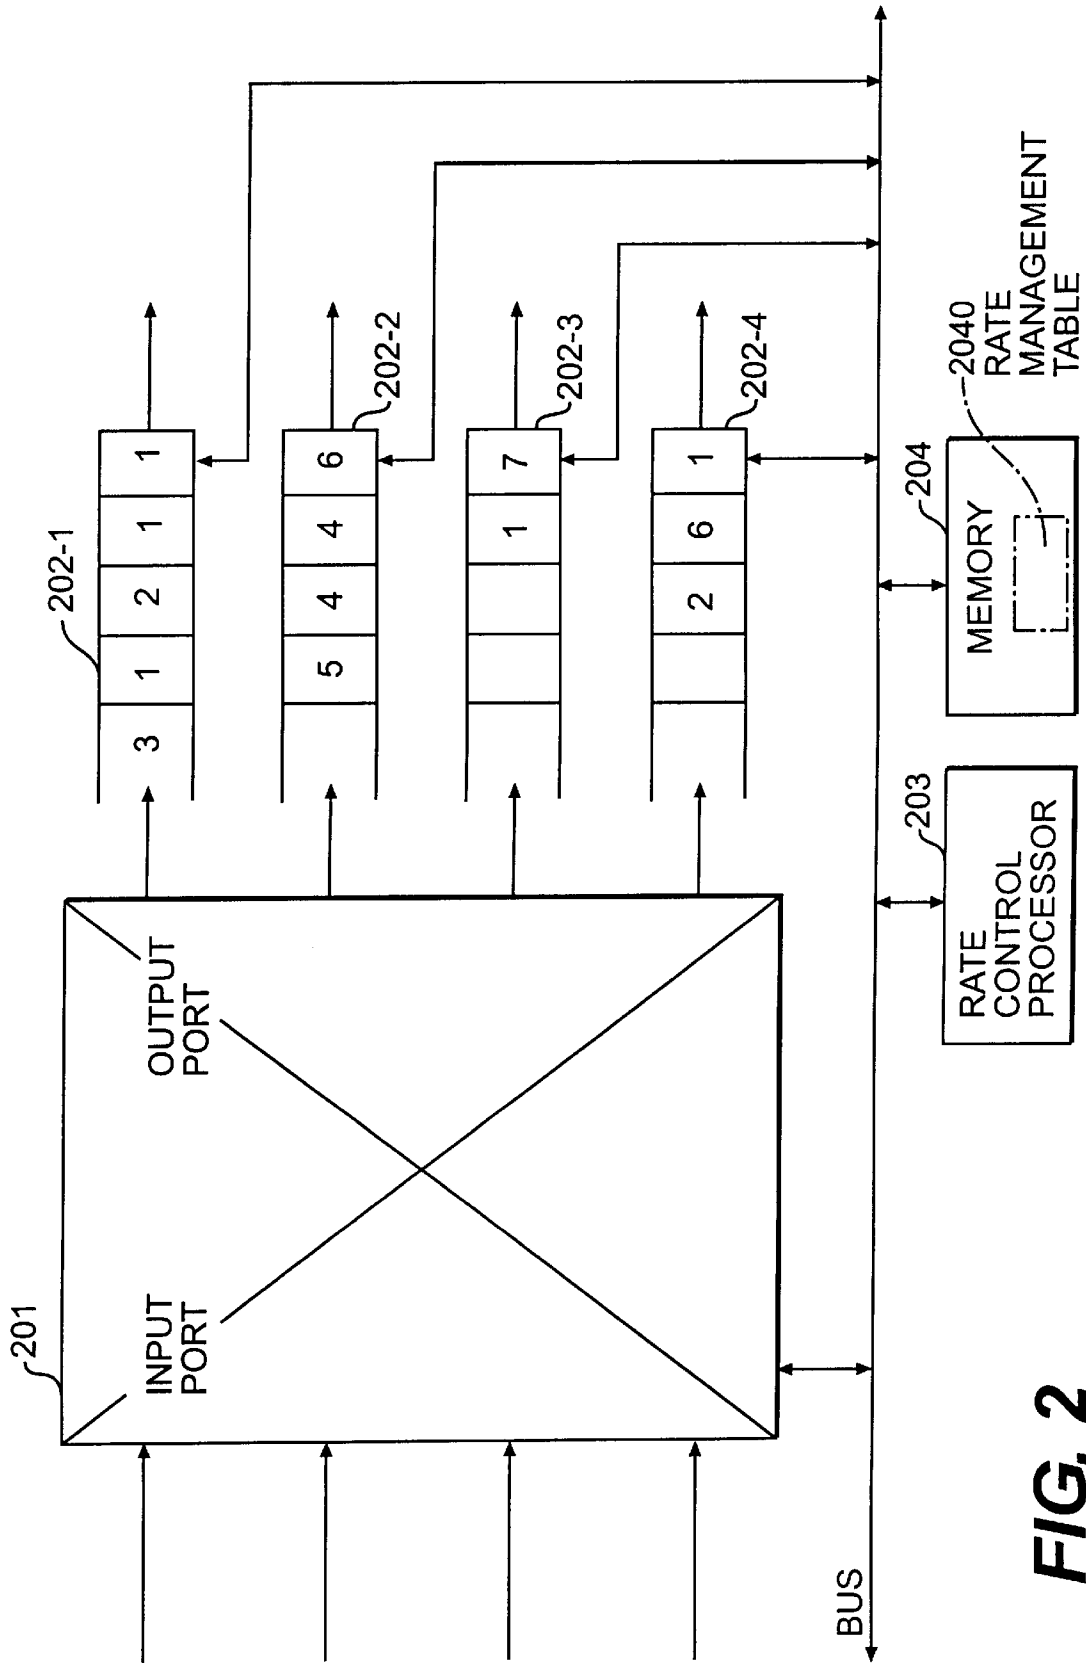 201
INPUT
PORT
OUTPUT
PORT
202-1
3 1 2 1 1
5 4 4 6
202-2
1 7
202-3
2 6 1
202-4
BUS
203
RATE
CONTROL
PROCESSOR
204
MEMORY
2040
RATE
MANAGEMENT
TABLE
FIG. 2